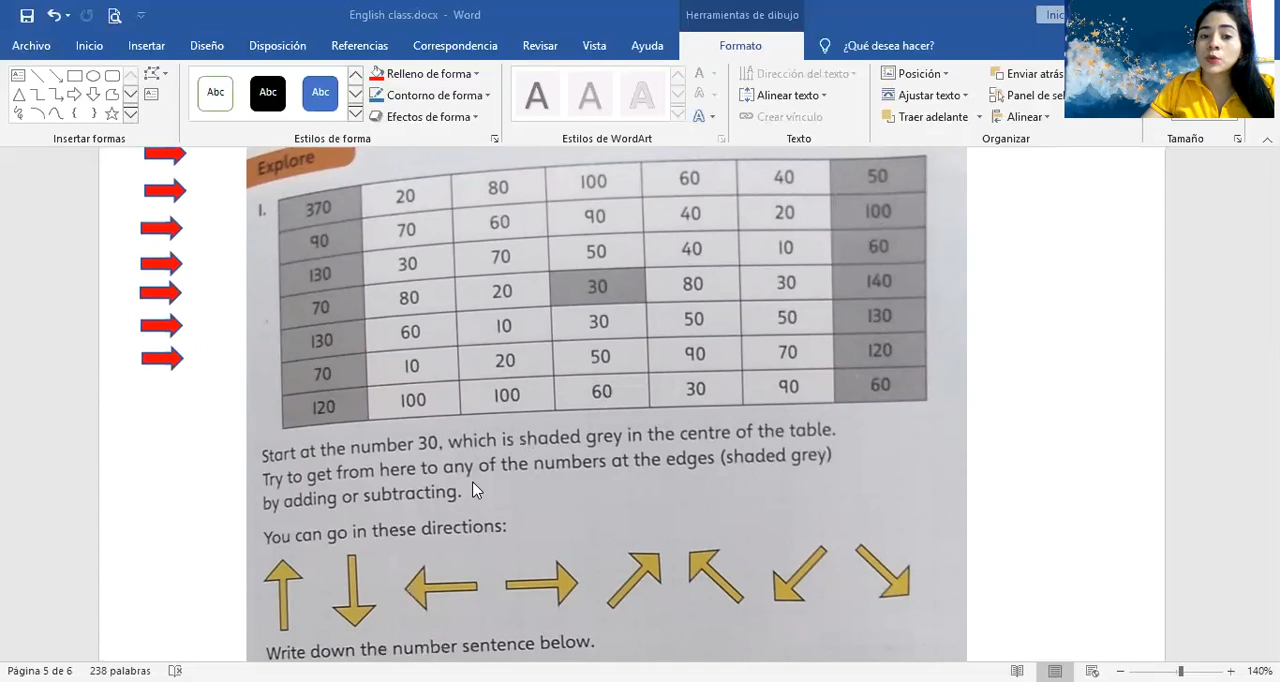 English class.docx - Word
Herramientas de dibujo
Archivo Inicio Insertar Diseño Disposición Referencias Correspondencia Revisar Vista Ayuda Formato ¿Qué desea hacer?
Abc Abc Abc
Relleno de forma
Contorno de forma
Efectos de forma
A A A
Dirección del texto
Alinear texto
Crear vínculo
Posición
Ajustar texto
Traer adelante
Enviar atrás
Panel de sel
Alinear
Insertar formas Estilos de forma Estilos de WordArt Texto Organizar Tamaño
Explore
1.
370 20 80 100 60 40 50
90 70 60 90 40 20 100
130 30 70 50 40 10 60
70 80 20 30 80 30 140
130 60 10 30 50 50 130
70 10 20 50 90 70 120
120 100 100 60 30 90 60
Start at the number 30, which is shaded grey in the centre of the table.
Try to get from here to any of the numbers at the edges (shaded grey)
by adding or subtracting.
You can go in these directions:
Write down the number sentence below.
Página 5 de 6 238 palabras 140%